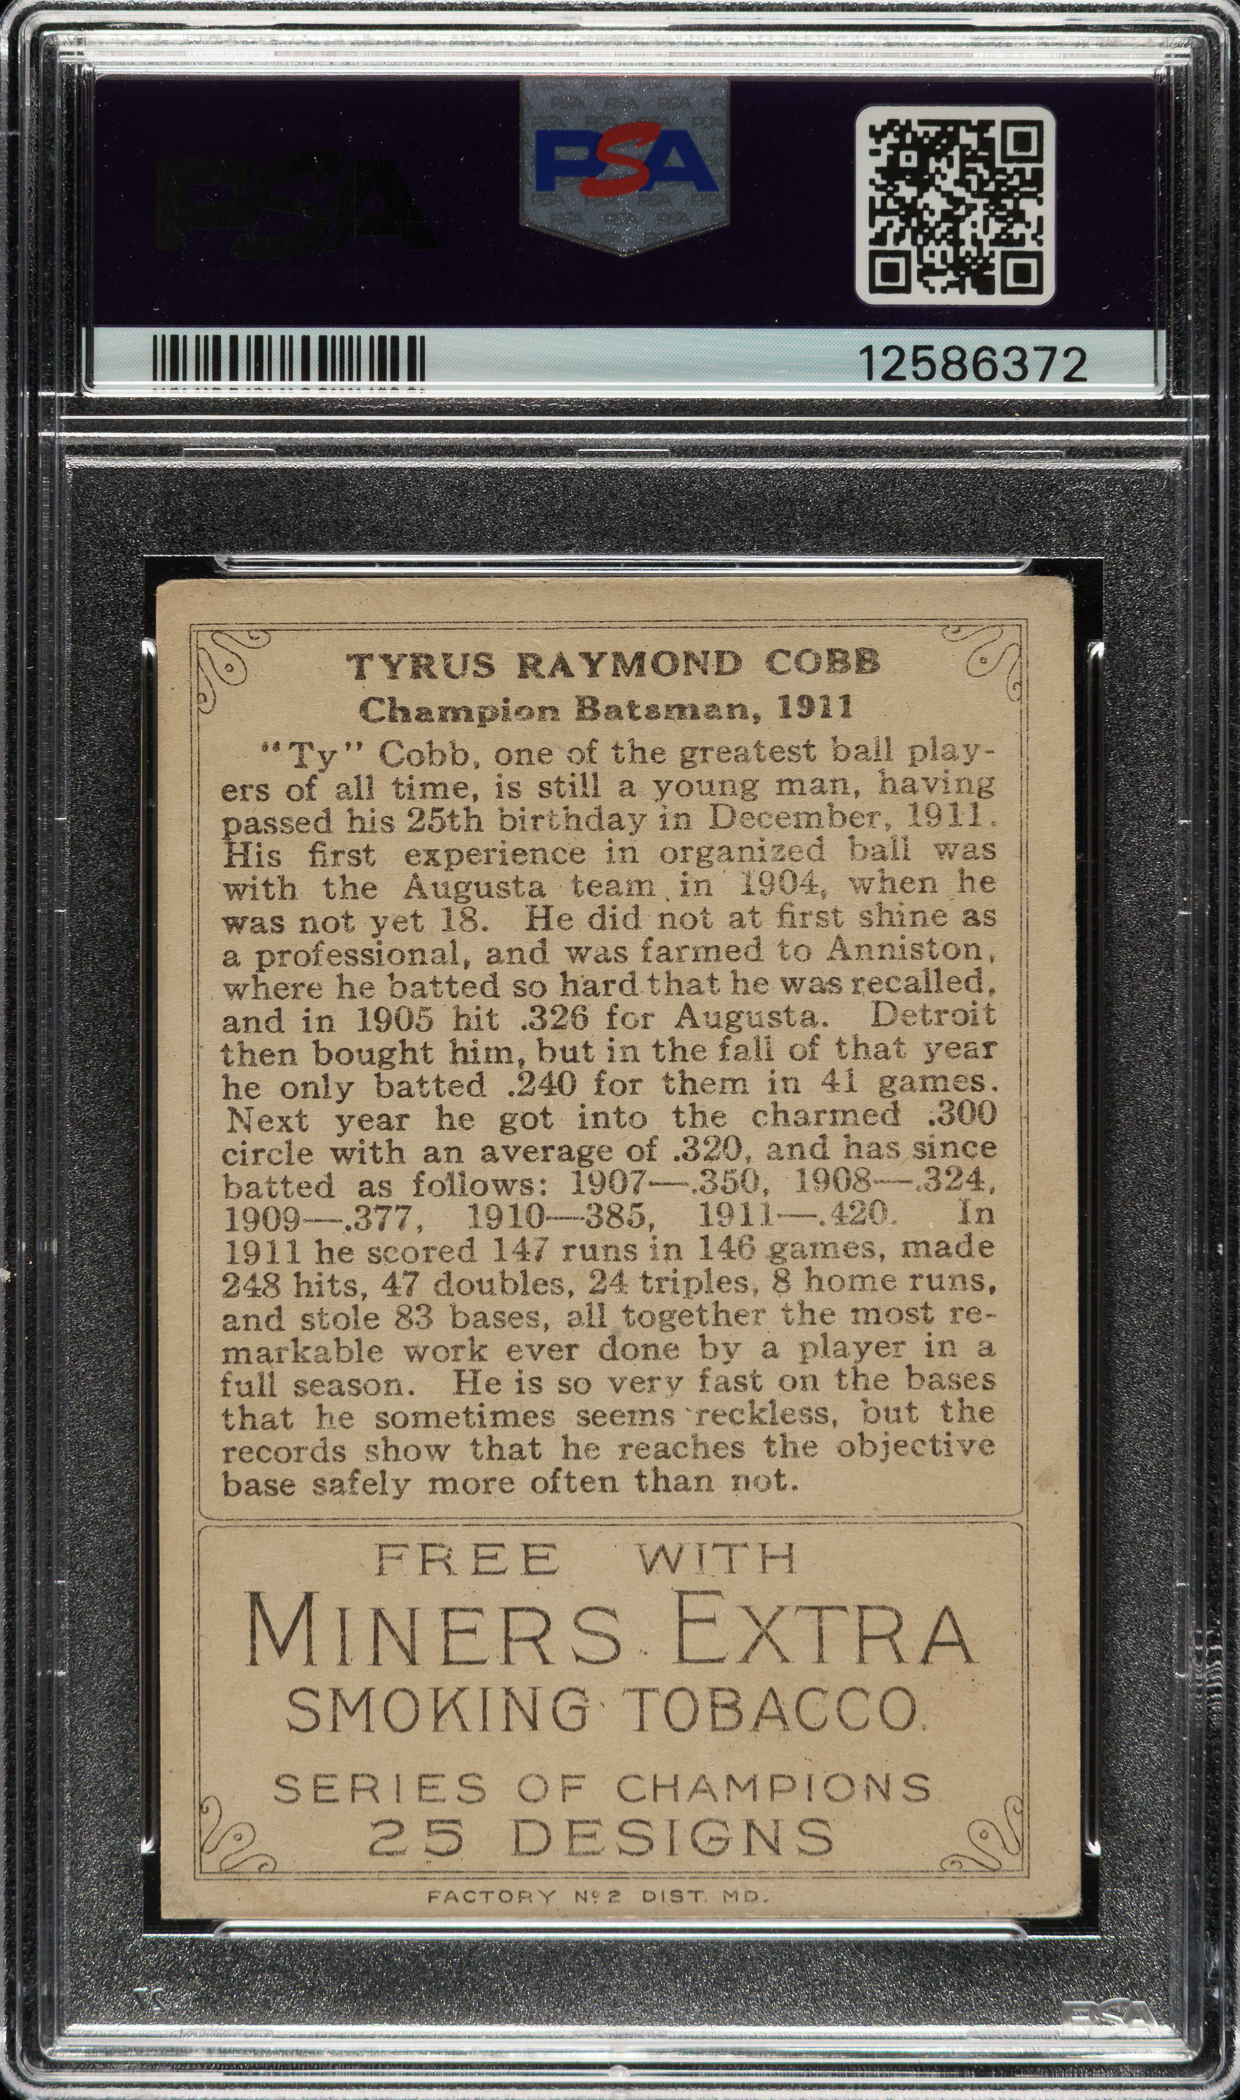 PSA
PSA
12586372
TYRUS RAYMOND COBB
Champion Batsman, 1911
"Ty" Cobb, one of the greatest ball play-
ers of all time, is still a young man, having
passed his 25th birthday in December, 1911.
His first experience in organized ball was
with the Augusta team in 1904, when he
was not yet 18. He did not at first shine as
a professional, and was farmed to Anniston,
where he batted so hard that he was recalled,
and in 1905 hit .326 for Augusta. Detroit
then bought him, but in the fall of that year
he only batted .240 for them in 41 games.
Next year he got into the charmed .300
circle with an average of .320, and has since
batted as follows: 1907—.350, 1908—.324,
1909—.377, 1910—385, 1911—.420. In
1911 he scored 147 runs in 146 games, made
248 hits, 47 doubles, 24 triples, 8 home runs,
and stole 83 bases, all together the most re-
markable work ever done by a player in a
full season. He is so very fast on the bases
that he sometimes seems reckless, but the
records show that he reaches the objective
base safely more often than not.
FREE WITH
MINERS EXTRA
SMOKING TOBACCO.
SERIES OF CHAMPIONS
25 DESIGNS
FACTORY Nº 2 DIST. MD.
PSA